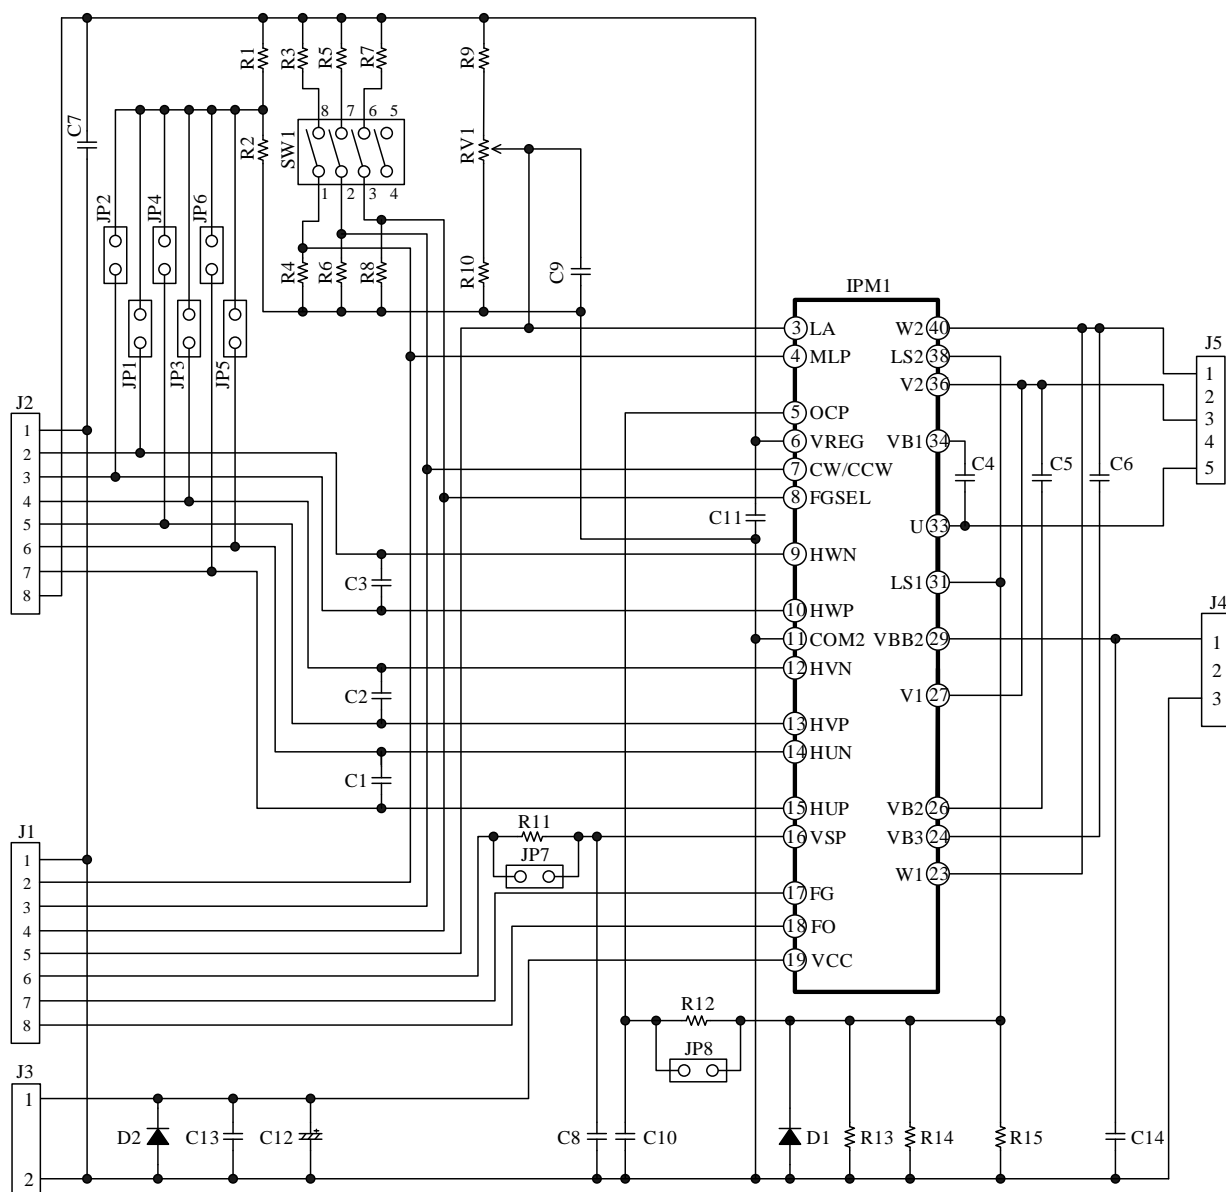 R1
R3
R5
R7
R9
C7
R2
SW1
8 7 6 5
1 2 3 4
RV1
JP2
JP4
JP6
R4
R6
R8
R10
C9
JP1
JP3
JP5
IPM1
3 LA
4 MLP
5 OCP
6 VREG
7 CW/CCW
8 FGSEL
9 HWN
10 HWP
11 COM2
12 HVN
13 HVP
14 HUN
15 HUP
16 VSP
17 FG
18 FO
19 VCC
W2 40
LS2 38
V2 36
VB1 34
U 33
LS1 31
VBB2 29
V1 27
VB2 26
VB3 24
W1 23
J5
1
2
3
4
5
C4
C5
C6
J4
1
2
3
J2
1
2
3
4
5
6
7
8
C11
C3
C2
C1
R11
JP7
J1
1
2
3
4
5
6
7
8
R12
JP8
J3
1
2
D2
C13
C12
+
C8
C10
D1
R13
R14
R15
C14